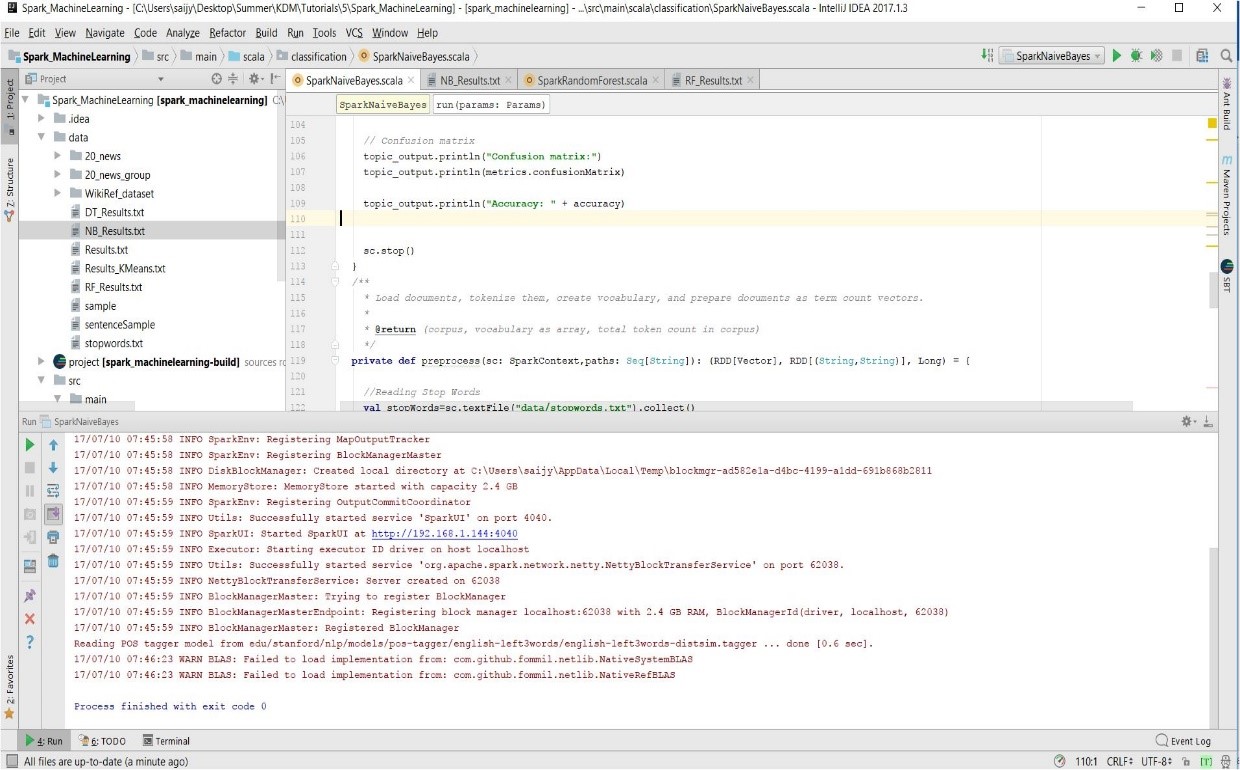 Spark_MachineLearning - [C:\Users\saijy\Desktop\Summer\KDM\Tutorials\5\Spark_MachineLearning] - [spark_machinelearning] - ...\src\main\scala\classification\SparkNaiveBayes.scala - IntelliJ IDEA 2017.1.3
File Edit View Navigate Code Analyze Refactor Build Run Tools VCS Window Help
Spark_MachineLearning src main scala classification SparkNaiveBayes.scala
SparkNaiveBayes
Project
SparkNaiveBayes.scala NB_Results.txt SparkRandomForest.scala RF_Results.txt
SparkNaiveBayes run(params: Params)
1: Project
Z: Structure
2: Favorites
Spark_MachineLearning [spark_machinelearning] C:\
.idea
data
20_news
20_news_group
WikiRef_dataset
DT_Results.txt
NB_Results.txt
Results.txt
Results_KMeans.txt
RF_Results.txt
sample
sentenceSample
stopwords.txt
project [spark_machinelearning-build] sources ro
src
main
104
105 // Confusion matrix
106 topic_output.println("Confusion matrix:")
107 topic_output.println(metrics.confusionMatrix)
108
109 topic_output.println("Accuracy: " + accuracy)
110
111
112 sc.stop()
113 }
114 /**
115 * Load documents, tokenize them, create vocabulary, and prepare documents as term count vectors.
116 *
117 * @return (corpus, vocabulary as array, total token count in corpus)
118 */
119 private def preprocess(sc: SparkContext,paths: Seq[String]): (RDD[Vector], RDD[(String,String)], Long) = {
120
121 //Reading Stop Words
122 val stopWords=sc.textFile("data/stopwords.txt").collect()
Ant Build
m Maven Projects
SBT
Run SparkNaiveBayes
17/07/10 07:45:58 INFO SparkEnv: Registering MapOutputTracker
17/07/10 07:45:58 INFO SparkEnv: Registering BlockManagerMaster
17/07/10 07:45:58 INFO DiskBlockManager: Created local directory at C:\Users\saijy\AppData\Local\Temp\blockmgr-ad582e1a-d4bc-4199-a1dd-691b868b2811
17/07/10 07:45:58 INFO MemoryStore: MemoryStore started with capacity 2.4 GB
17/07/10 07:45:59 INFO SparkEnv: Registering OutputCommitCoordinator
17/07/10 07:45:59 INFO Utils: Successfully started service 'SparkUI' on port 4040.
17/07/10 07:45:59 INFO SparkUI: Started SparkUI at http://192.168.1.144:4040
17/07/10 07:45:59 INFO Executor: Starting executor ID driver on host localhost
17/07/10 07:45:59 INFO Utils: Successfully started service 'org.apache.spark.network.netty.NettyBlockTransferService' on port 62038.
17/07/10 07:45:59 INFO NettyBlockTransferService: Server created on 62038
17/07/10 07:45:59 INFO BlockManagerMaster: Trying to register BlockManager
17/07/10 07:45:59 INFO BlockManagerMasterEndpoint: Registering block manager localhost:62038 with 2.4 GB RAM, BlockManagerId(driver, localhost, 62038)
17/07/10 07:45:59 INFO BlockManagerMaster: Registered BlockManager
Reading POS tagger model from edu/stanford/nlp/models/pos-tagger/english-left3words/english-left3words-distsim.tagger ... done [0.6 sec].
17/07/10 07:46:23 WARN BLAS: Failed to load implementation from: com.github.fommil.netlib.NativeSystemBLAS
17/07/10 07:46:23 WARN BLAS: Failed to load implementation from: com.github.fommil.netlib.NativeRefBLAS
Process finished with exit code 0
4: Run 6: TODO Terminal Event Log
All files are up-to-date (a minute ago) 110:1 CRLF UTF-8 [T]